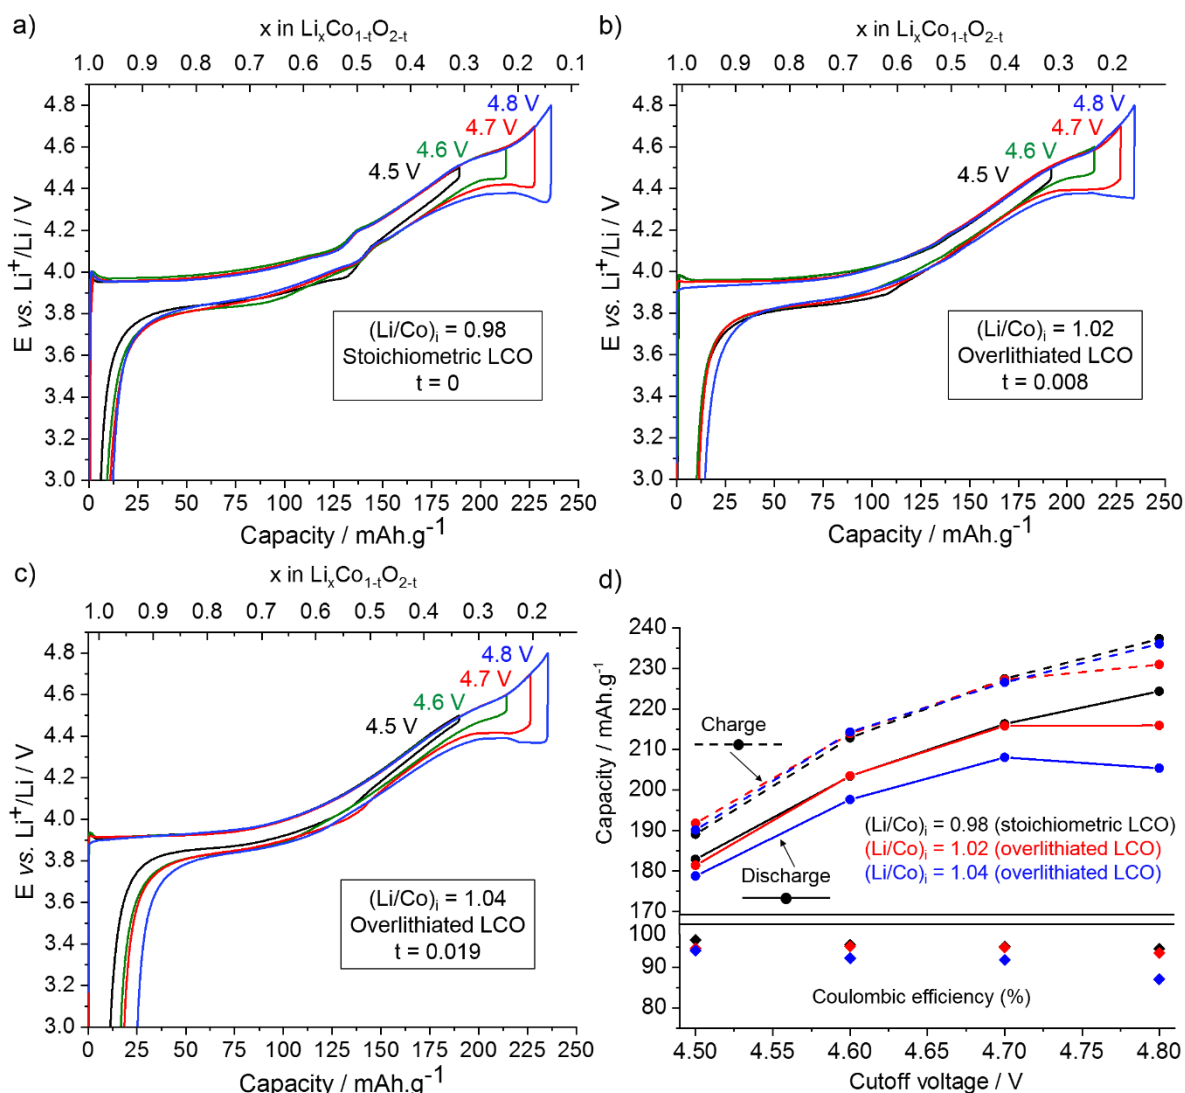 a)
x in LiₓCo₁₋ₜO₂₋ₜ
1.0 0.9 0.8 0.7 0.6 0.5 0.4 0.3 0.2 0.1
4.8
4.6
4.4
4.2
4.0
3.8
3.6
3.4
3.2
3.0
E vs. Li⁺/Li / V
4.8 V
4.7 V
4.6 V
4.5 V
(Li/Co)ᵢ = 0.98
Stoichiometric LCO
t = 0
0 25 50 75 100 125 150 175 200 225 250
Capacity / mAh.g⁻¹
b)
x in LiₓCo₁₋ₜO₂₋ₜ
1.0 0.9 0.8 0.7 0.6 0.5 0.4 0.3 0.2
4.8
4.6
4.4
4.2
4.0
3.8
3.6
3.4
3.2
3.0
E vs. Li⁺/Li / V
4.8 V
4.7 V
4.6 V
4.5 V
(Li/Co)ᵢ = 1.02
Overlithiated LCO
t = 0.008
0 25 50 75 100 125 150 175 200 225 250
Capacity / mAh.g⁻¹
c)
x in LiₓCo₁₋ₜO₂₋ₜ
1.0 0.9 0.8 0.7 0.6 0.5 0.4 0.3 0.2
4.8
4.6
4.4
4.2
4.0
3.8
3.6
3.4
3.2
3.0
E vs. Li⁺/Li / V
4.8 V
4.7 V
4.6 V
4.5 V
(Li/Co)ᵢ = 1.04
Overlithiated LCO
t = 0.019
0 25 50 75 100 125 150 175 200 225 250
Capacity / mAh.g⁻¹
d)
240
230
220
210
200
190
180
170
100
90
80
Capacity / mAh.g⁻¹
Charge
(Li/Co)ᵢ = 0.98 (stoichiometric LCO)
(Li/Co)ᵢ = 1.02 (overlithiated LCO)
(Li/Co)ᵢ = 1.04 (overlithiated LCO)
Discharge
Coulombic efficiency (%)
4.50 4.55 4.60 4.65 4.70 4.75 4.80
Cutoff voltage / V